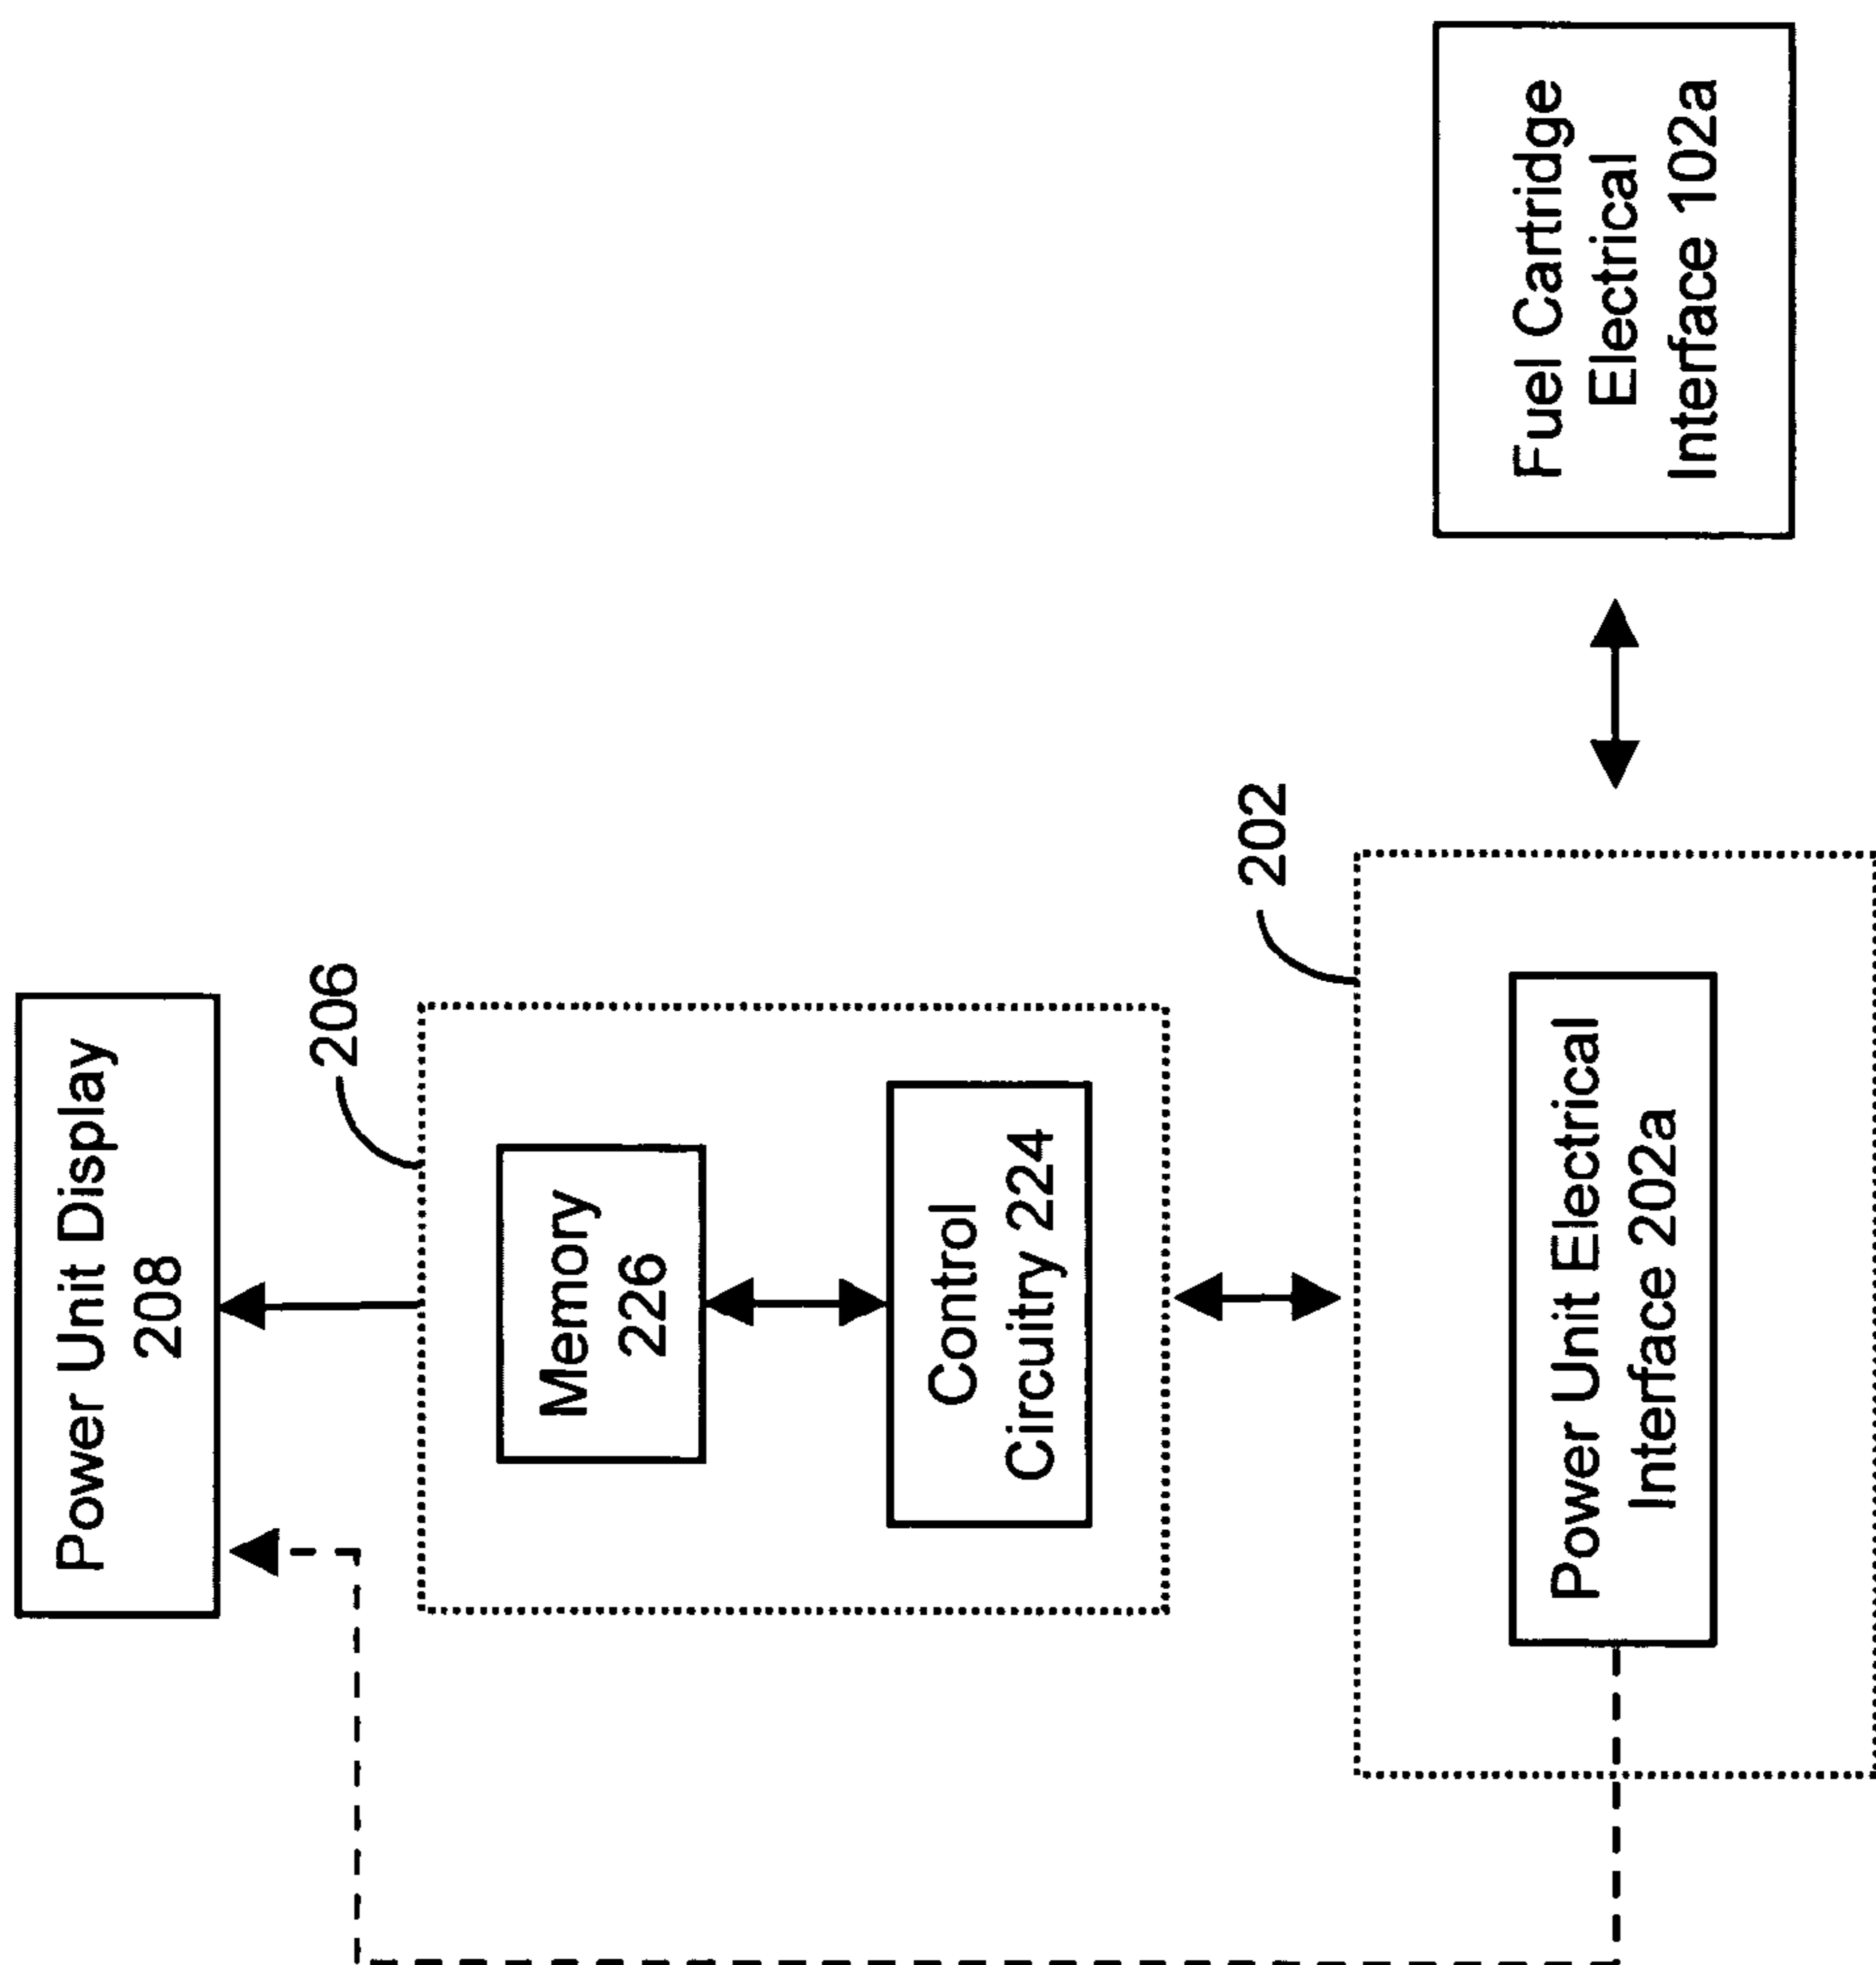 Power Unit Display
208
206
Memory
226
Control
Circuitry 224
202
Power Unit Electrical
Interface 202a
Fuel Cartridge
Electrical
Interface 102a